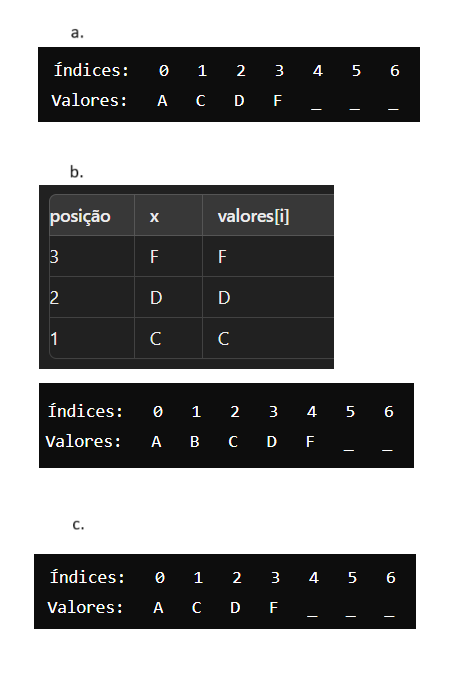 a.
Índices: 0 1 2 3 4 5 6
Valores: A C D F _ _ _
b.
posição x valores[i]
3 F F
2 D D
1 C C
Índices: 0 1 2 3 4 5 6
Valores: A B C D F _ _
c.
Índices: 0 1 2 3 4 5 6
Valores: A C D F _ _ _